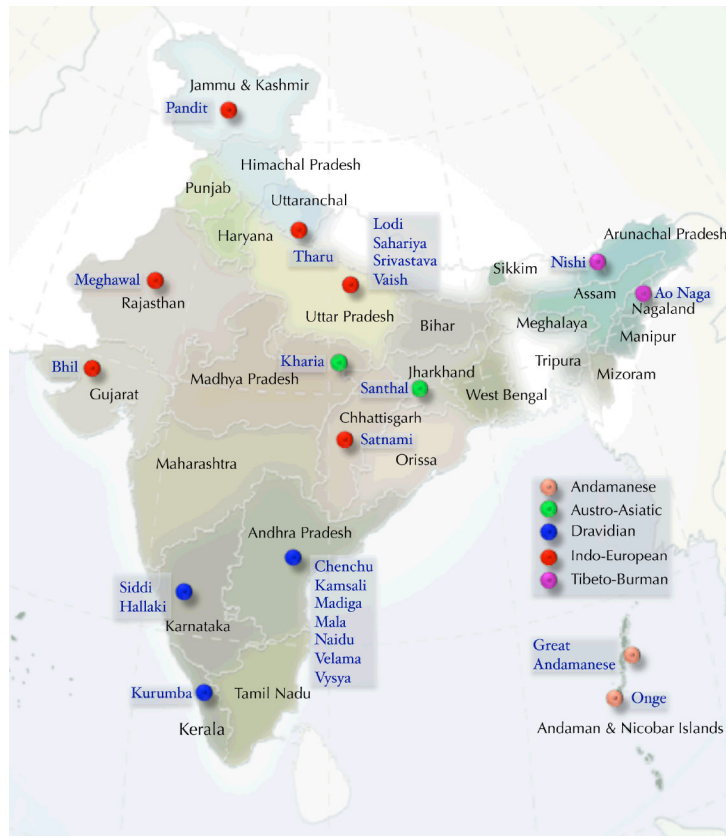 Jammu & Kashmir
Pandit
Himachal Pradesh
Punjab
Uttaranchal
Haryana
Tharu
Lodi
Sahariya
Srivastava
Vaish
Arunachal Pradesh
Nishi
Sikkim
Meghawal
Rajasthan
Assam
Ao Naga
Nagaland
Uttar Pradesh
Bihar
Meghalaya
Manipur
Bhil
Gujarat
Kharia
Madhya Pradesh
Jharkhand
Santhal
West Bengal
Tripura
Mizoram
Chhattisgarh
Satnami
Orissa
Maharashtra
Andamanese
Austro-Asiatic
Dravidian
Indo-European
Tibeto-Burman
Andhra Pradesh
Chenchu
Kamsali
Madiga
Mala
Naidu
Velama
Vysya
Siddi
Hallaki
Karnataka
Kurumba
Tamil Nadu
Kerala
Great
Andamanese
Onge
Andaman & Nicobar Islands